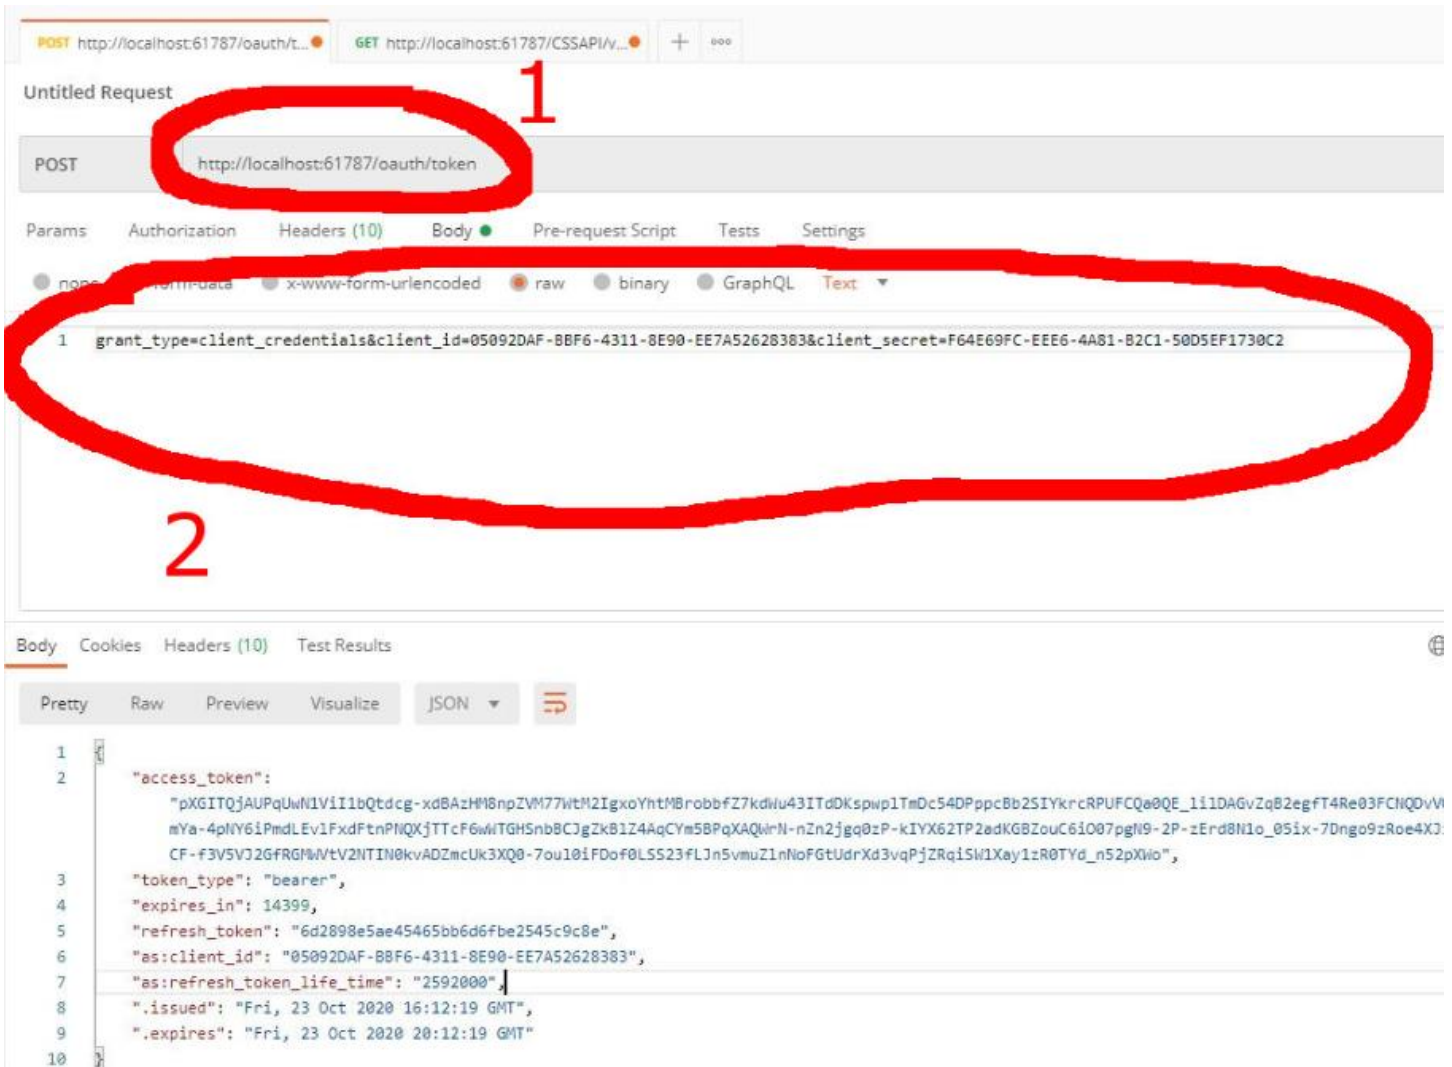 POST http://localhost:61787/oauth/t... GET http://localhost:61787/CSSAPI/v...
1
Untitled Request
POST http://localhost:61787/oauth/token
Params Authorization Headers (10) Body Pre-request Script Tests Settings
x-www-form-urlencoded raw binary GraphQL Text
1 grant_type=client_credentials&client_id=05092DAF-BBF6-4311-8E90-EE7A52628383&client_secret=F64E69FC-EEE6-4A81-B2C1-50D5EF1730C2
2
Body Cookies Headers (10) Test Results
Pretty Raw Preview Visualize JSON
1 {
2 "access_token":
3 "token_type": "bearer",
4 "expires_in": 14399,
5 "refresh_token": "6d2898e5ae45465bb6d6fbe2545c9c8e",
6 "as:client_id": "05092DAF-BBF6-4311-8E90-EE7A52628383",
7 "as:refresh_token_life_time": "2592000",
8 ".issued": "Fri, 23 Oct 2020 16:12:19 GMT",
9 ".expires": "Fri, 23 Oct 2020 20:12:19 GMT"
10 }